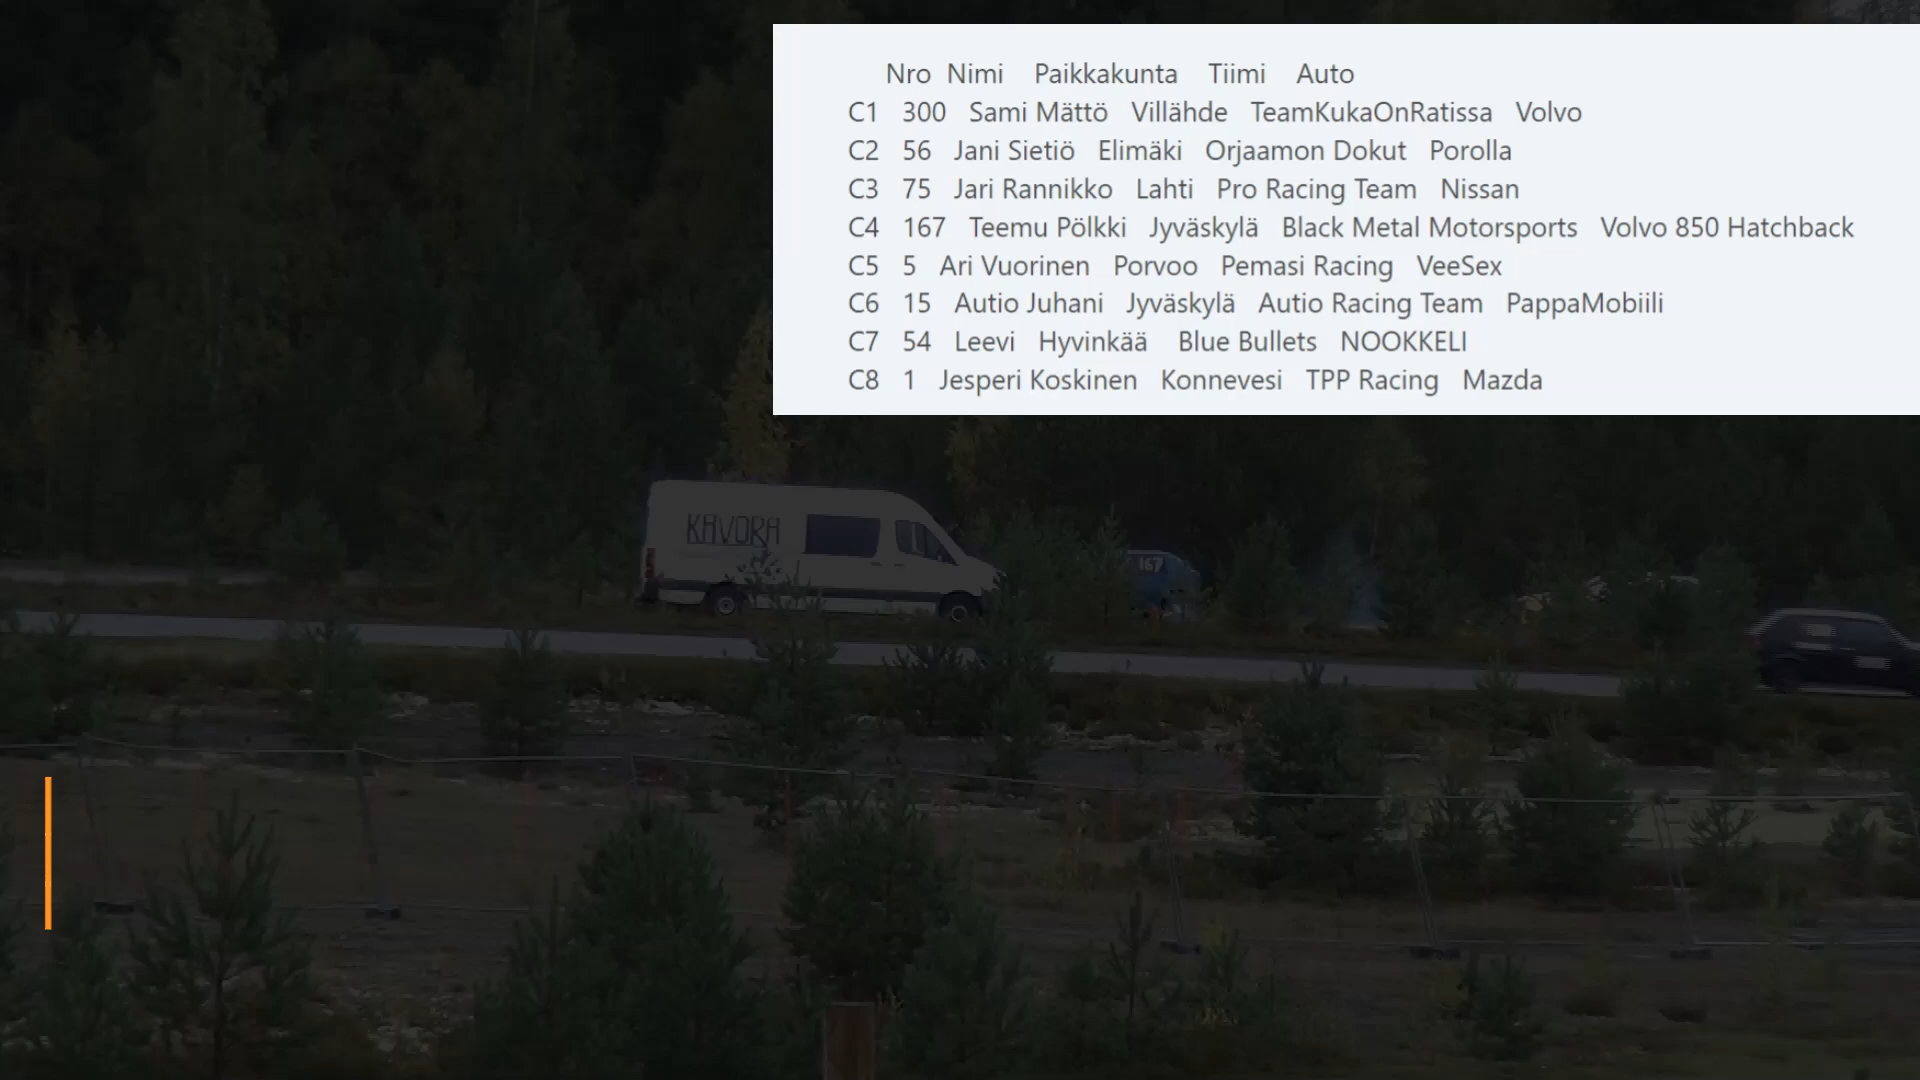 Nro Nimi Paikkakunta Tiimi Auto
C1 300 Sami Mättö Villähde TeamKukaOnRatissa Volvo
C2 56 Jani Sietiö Elimäki Orjaamon Dokut Porolla
C3 75 Jari Rannikko Lahti Pro Racing Team Nissan
C4 167 Teemu Pölkki Jyväskylä Black Metal Motorsports Volvo 850 Hatchback
C5 5 Ari Vuorinen Porvoo Pemasi Racing VeeSex
C6 15 Autio Juhani Jyväskylä Autio Racing Team PappaMobiili
C7 54 Leevi Hyvinkää Blue Bullets NOOKKELI
C8 1 Jesperi Koskinen Konnevesi TPP Racing Mazda
KAVORA
167